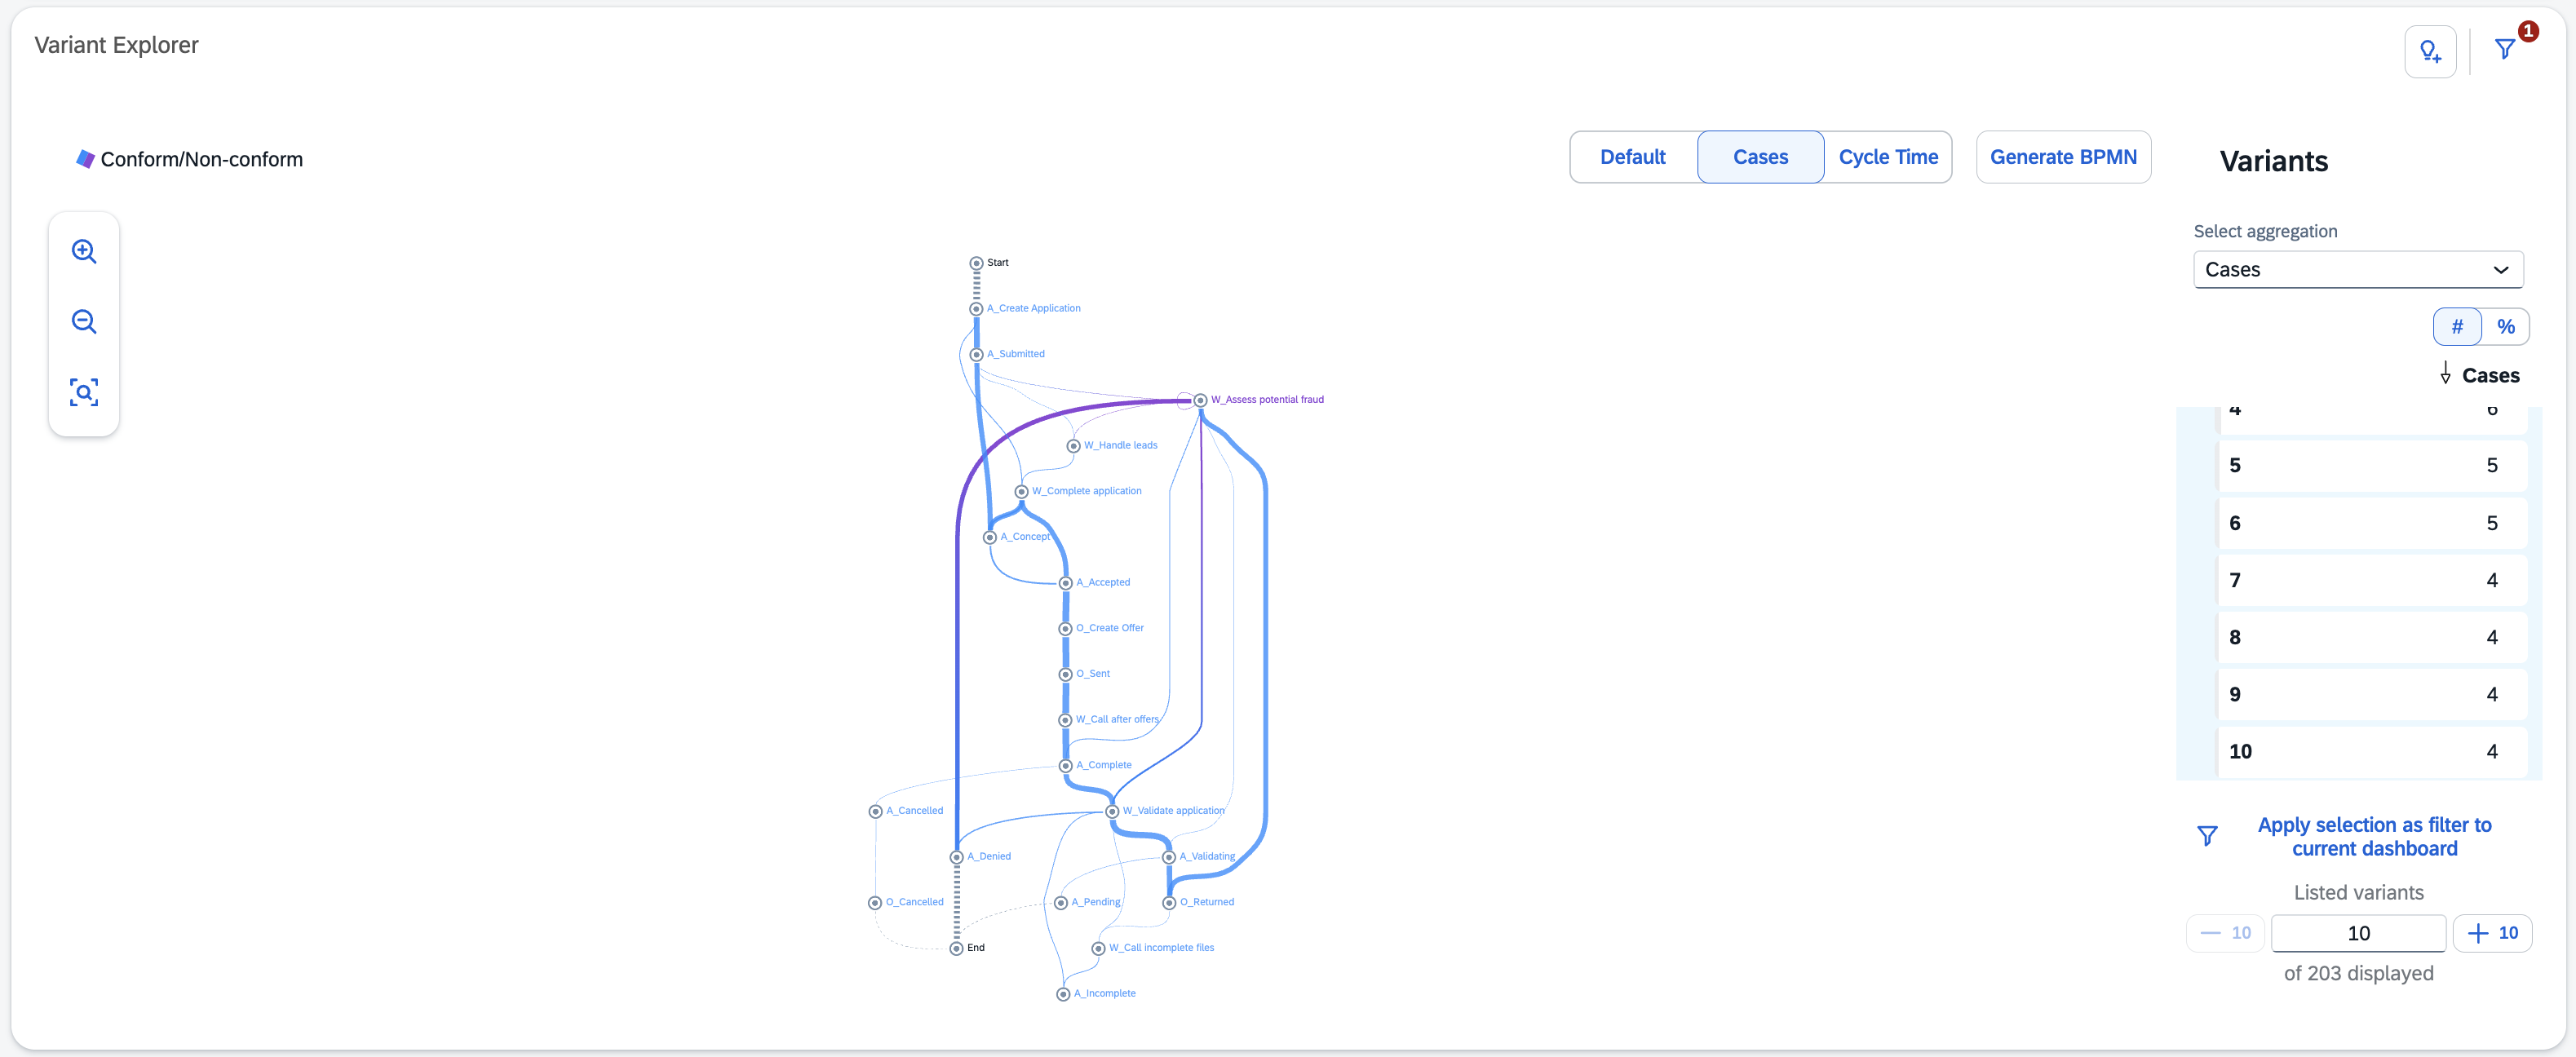 Variant Explorer
1
Conform/Non-conform
Default
Cases
Cycle Time
Generate BPMN
Variants
Select aggregation
Cases
#
%
Cases
Start
A_Create Application
A_Submitted
W_Assess potential fraud
W_Handle leads
W_Complete application
A_Concept
A_Accepted
O_Create Offer
O_Sent
W_Call after offers
A_Complete
A_Cancelled
W_Validate application
A_Denied
A_Validating
O_Cancelled
A_Pending
O_Returned
End
W_Call incomplete files
A_Incomplete
4 6
5 5
6 5
7 4
8 4
9 4
10 4
Apply selection as filter to
current dashboard
Listed variants
— 10
10
+ 10
of 203 displayed